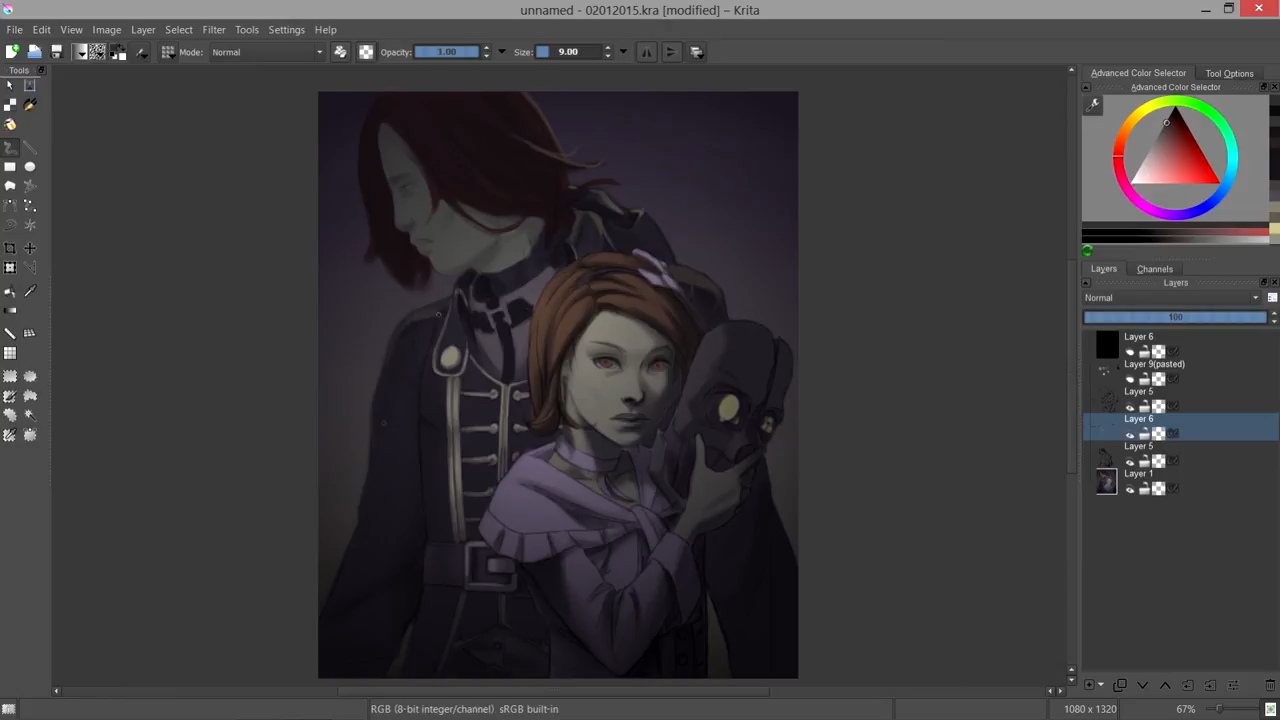 unnamed - 02012015.kra [modified] – Krita
File Edit View Image Layer Select Filter Tools Settings Help
Mode: Normal Opacity: 1.00 Size: 9.00
Tools
Advanced Color Selector Tool Options
Advanced Color Selector
Layers Channels
Layers
Normal
100
Layer 6
Layer 9(pasted)
Layer 5
Layer 6
Layer 5
Layer 1
RGB (8-bit integer/channel) sRGB built-in 1080 x 1320 67%